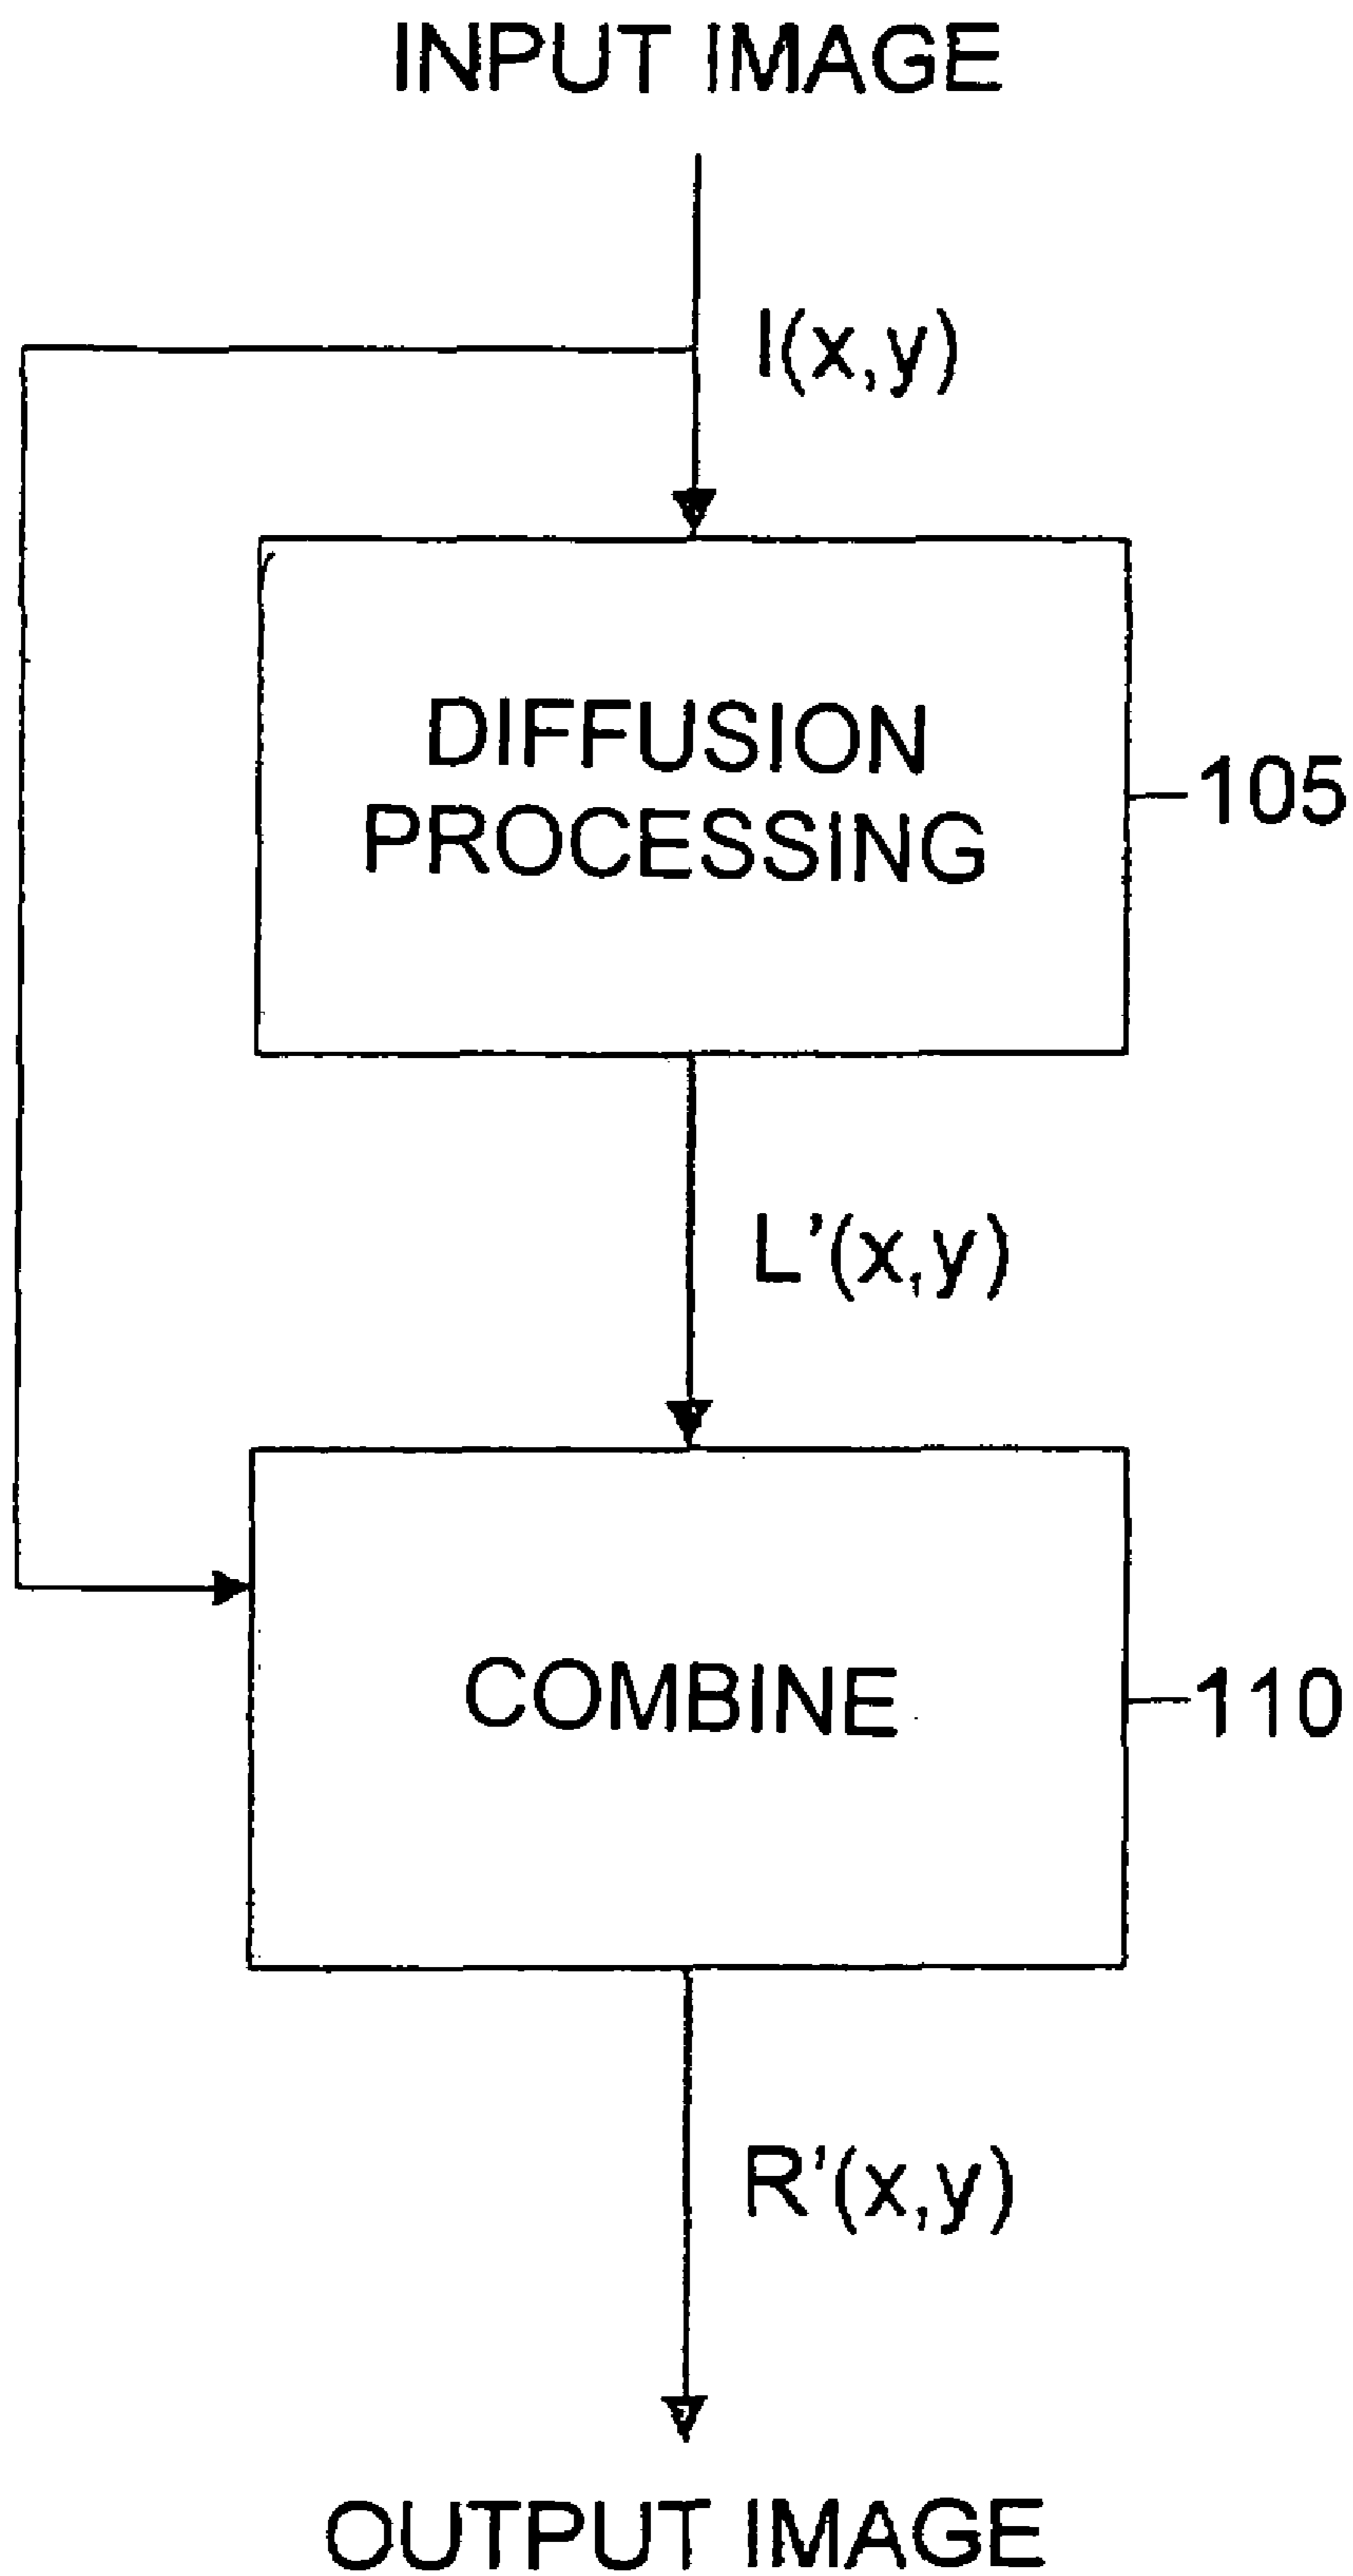 INPUT IMAGE
I(x,y)
DIFFUSION
PROCESSING
105
L'(x,y)
COMBINE
110
R'(x,y)
OUTPUT IMAGE